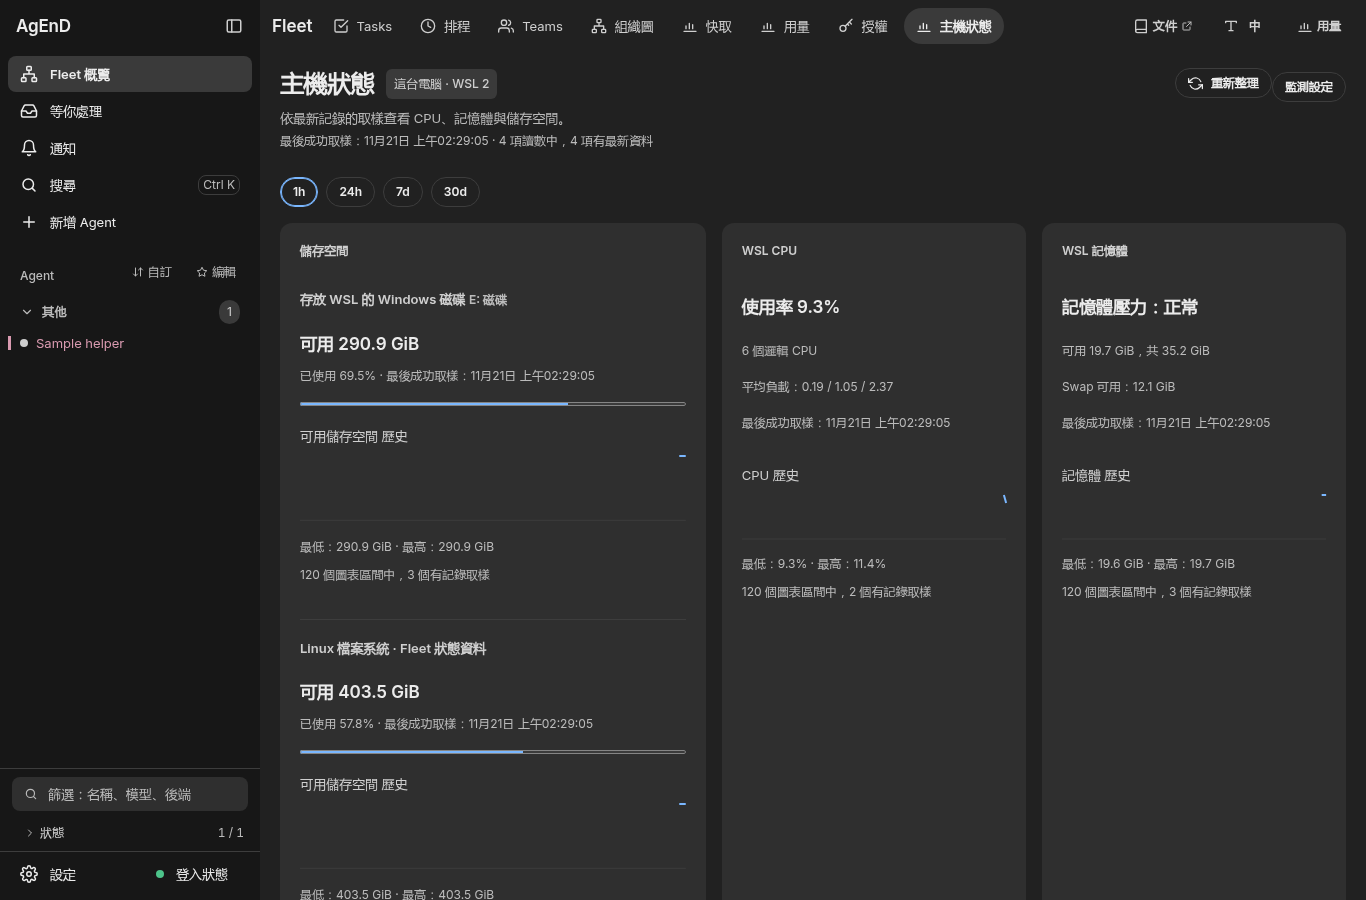 AgEnD
Fleet 概覽
等你處理
通知
搜尋 Ctrl K
新增 Agent
Agent 自訂 編輯
其他 1
Sample helper
篩選：名稱、模型、後端
狀態 1 / 1
設定 登入狀態
Fleet Tasks 排程 Teams 組織圖 快取 用量 授權 主機狀態 文件 中 用量
主機狀態 這台電腦 · WSL 2 重新整理 監測設定
依最新記錄的取樣查看 CPU、記憶體與儲存空間。
最後成功取樣：11月21日 上午02:29:05 · 4 項讀數中，4 項有最新資料
1h 24h 7d 30d
儲存空間
存放 WSL 的 Windows 磁碟 E: 磁碟
可用 290.9 GiB
已使用 69.5% · 最後成功取樣：11月21日 上午02:29:05
可用儲存空間 歷史
最低：290.9 GiB · 最高：290.9 GiB
120 個圖表區間中，3 個有記錄取樣
Linux 檔案系統 · Fleet 狀態資料
可用 403.5 GiB
已使用 57.8% · 最後成功取樣：11月21日 上午02:29:05
可用儲存空間 歷史
最低：403.5 GiB · 最高：403.5 GiB
WSL CPU
使用率 9.3%
6 個邏輯 CPU
平均負載：0.19 / 1.05 / 2.37
最後成功取樣：11月21日 上午02:29:05
CPU 歷史
最低：9.3% · 最高：11.4%
120 個圖表區間中，2 個有記錄取樣
WSL 記憶體
記憶體壓力：正常
可用 19.7 GiB，共 35.2 GiB
Swap 可用：12.1 GiB
最後成功取樣：11月21日 上午02:29:05
記憶體 歷史
最低：19.6 GiB · 最高：19.7 GiB
120 個圖表區間中，3 個有記錄取樣